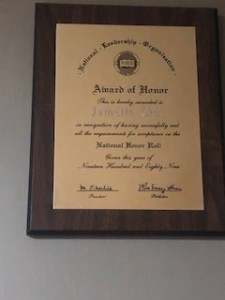 National · Leadership · Organization
Award of Honor
This is hereby awarded to
in recognition of having successfully met
all the requirements for acceptance in the
National Honor Roll
Given this year of
Nineteen Hundred and Eighty Nine
President